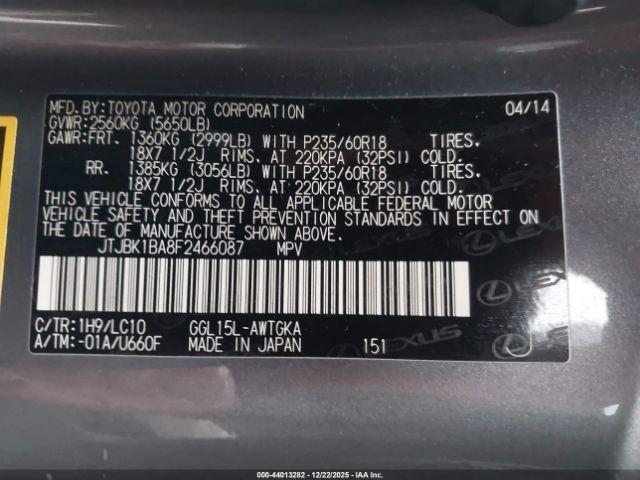 MFD. BY: TOYOTA MOTOR CORPORATION 04/14
GVWR: 2560KG (5650LB)
GAWR: FRT. 1360KG (2999LB) WITH P235/60R18 TIRES,
18X7 1/2J RIMS, AT 220KPA (32PSI) COLD.
RR. 1385KG (3056LB) WITH P235/60R18 TIRES,
18X7 1/2J RIMS, AT 220KPA (32PSI) COLD.
THIS VEHICLE CONFORMS TO ALL APPLICABLE FEDERAL MOTOR
VEHICLE SAFETY AND THEFT PREVENTION STANDARDS IN EFFECT ON
THE DATE OF MANUFACTURE SHOWN ABOVE.
JTJBK1BA8F2466087 MPV
C/TR: 1H9/LC10 GGL15L-AWTGKA
A/TM: -01A/U660F MADE IN JAPAN 151
LEXUS
LEXUS
000-44013282 - 12/22/2025 - COPYRIGHT IAA, LLC.